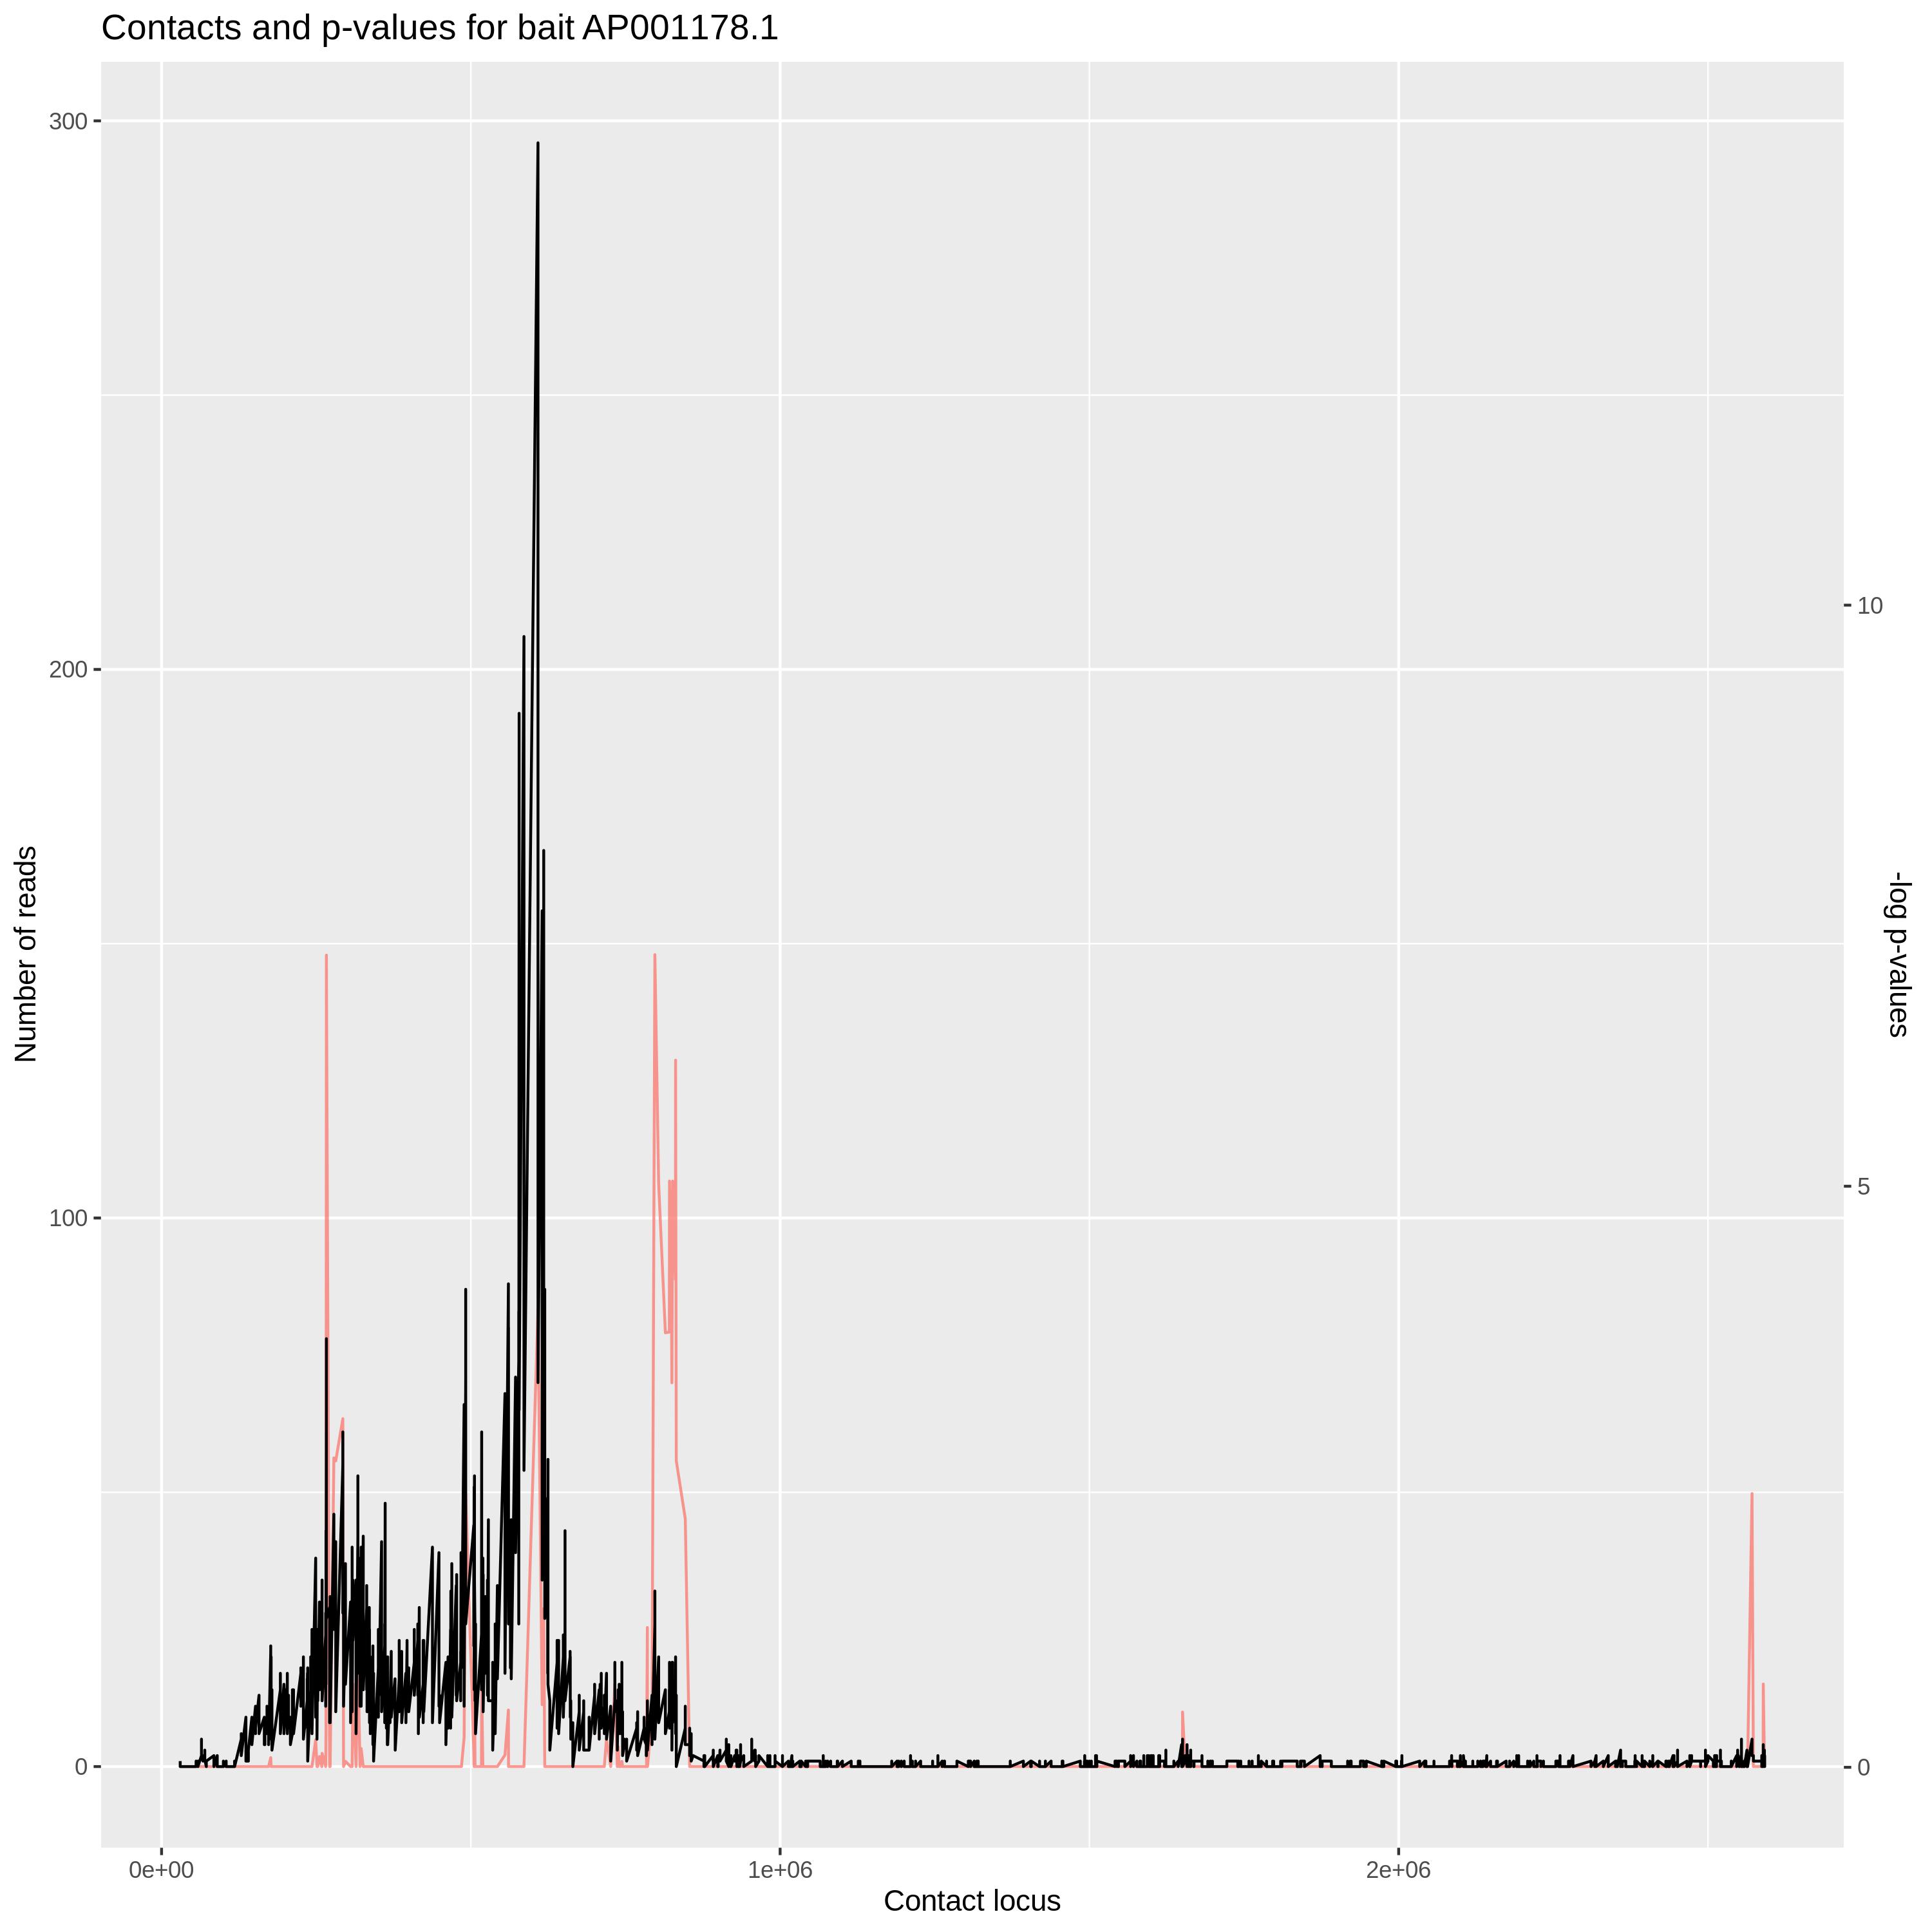 Contacts and p-values for bait AP001178.1
300
200
100
0
Number of reads
10
5
0
-log p-values
0e+00
1e+06
2e+06
Contact locus